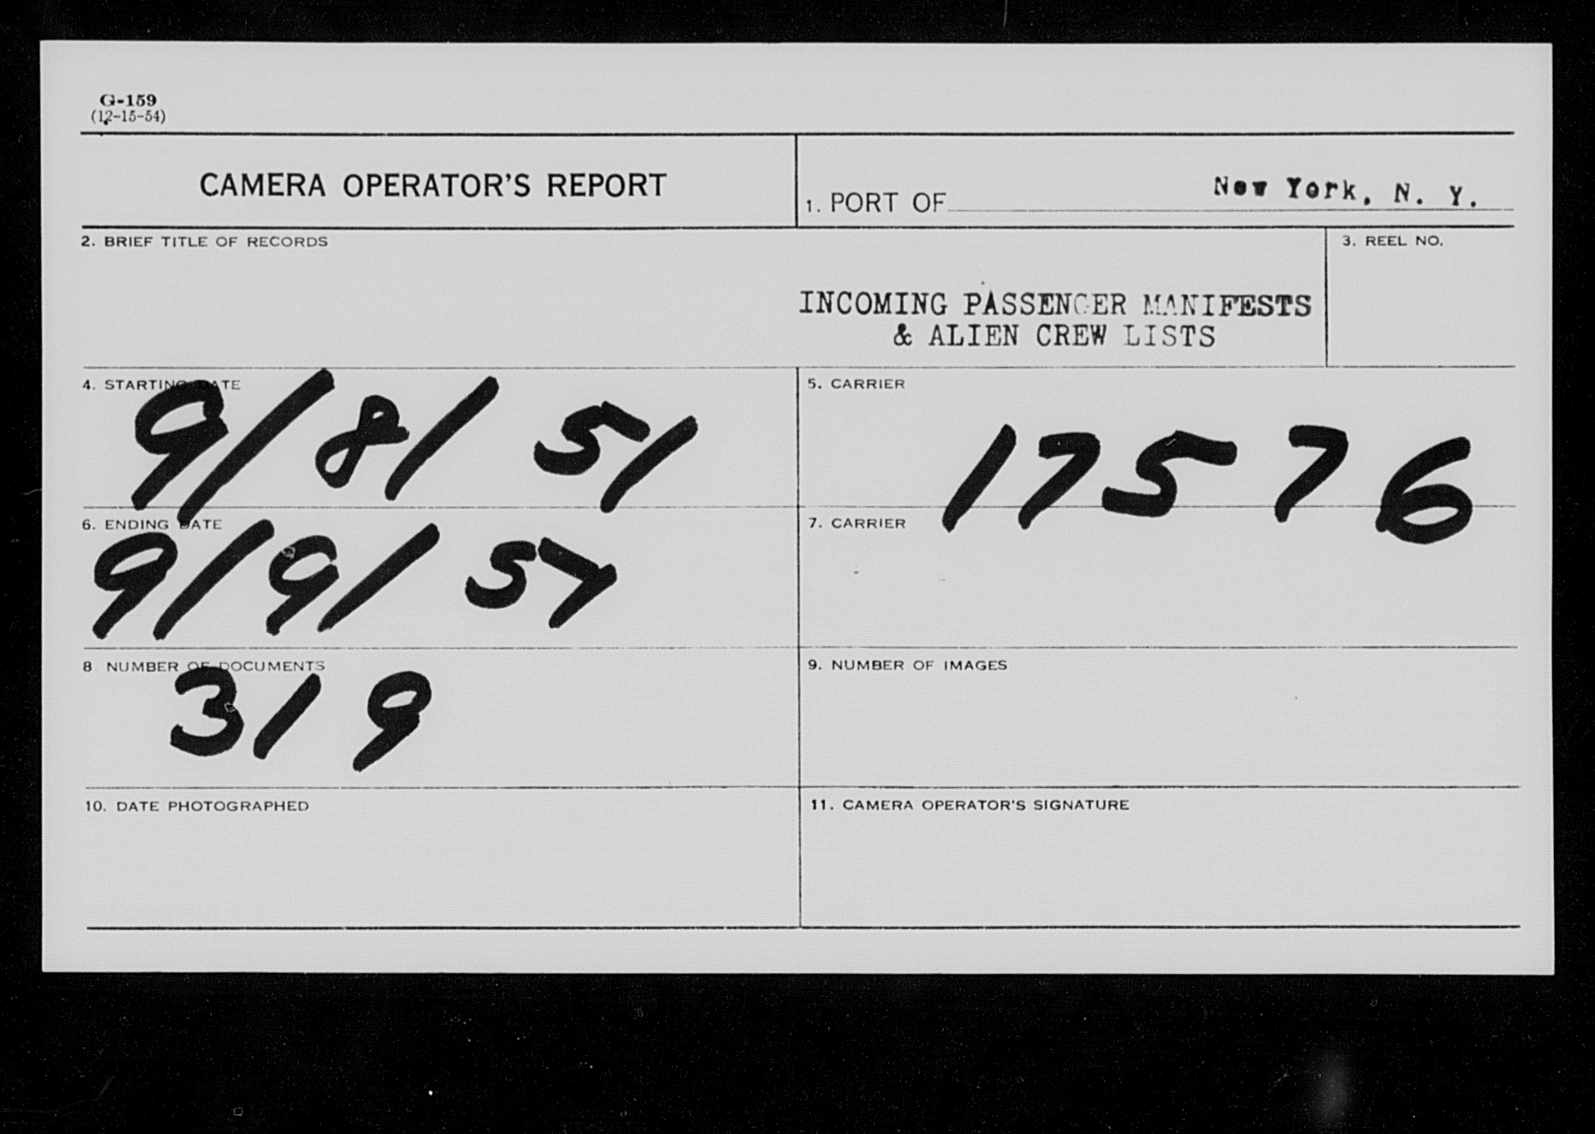 G-159
(12-15-54)
CAMERA OPERATOR'S REPORT
1. PORT OF New York, N. Y.
2. BRIEF TITLE OF RECORDS
3. REEL NO.
INCOMING PASSENGER MANIFESTS
& ALIEN CREW LISTS
4. STARTING DATE
9/8/51
5. CARRIER
17576
6. ENDING DATE
9/9/57
7. CARRIER
8 NUMBER OF DOCUMENTS
319
9. NUMBER OF IMAGES
10. DATE PHOTOGRAPHED
11. CAMERA OPERATOR'S SIGNATURE